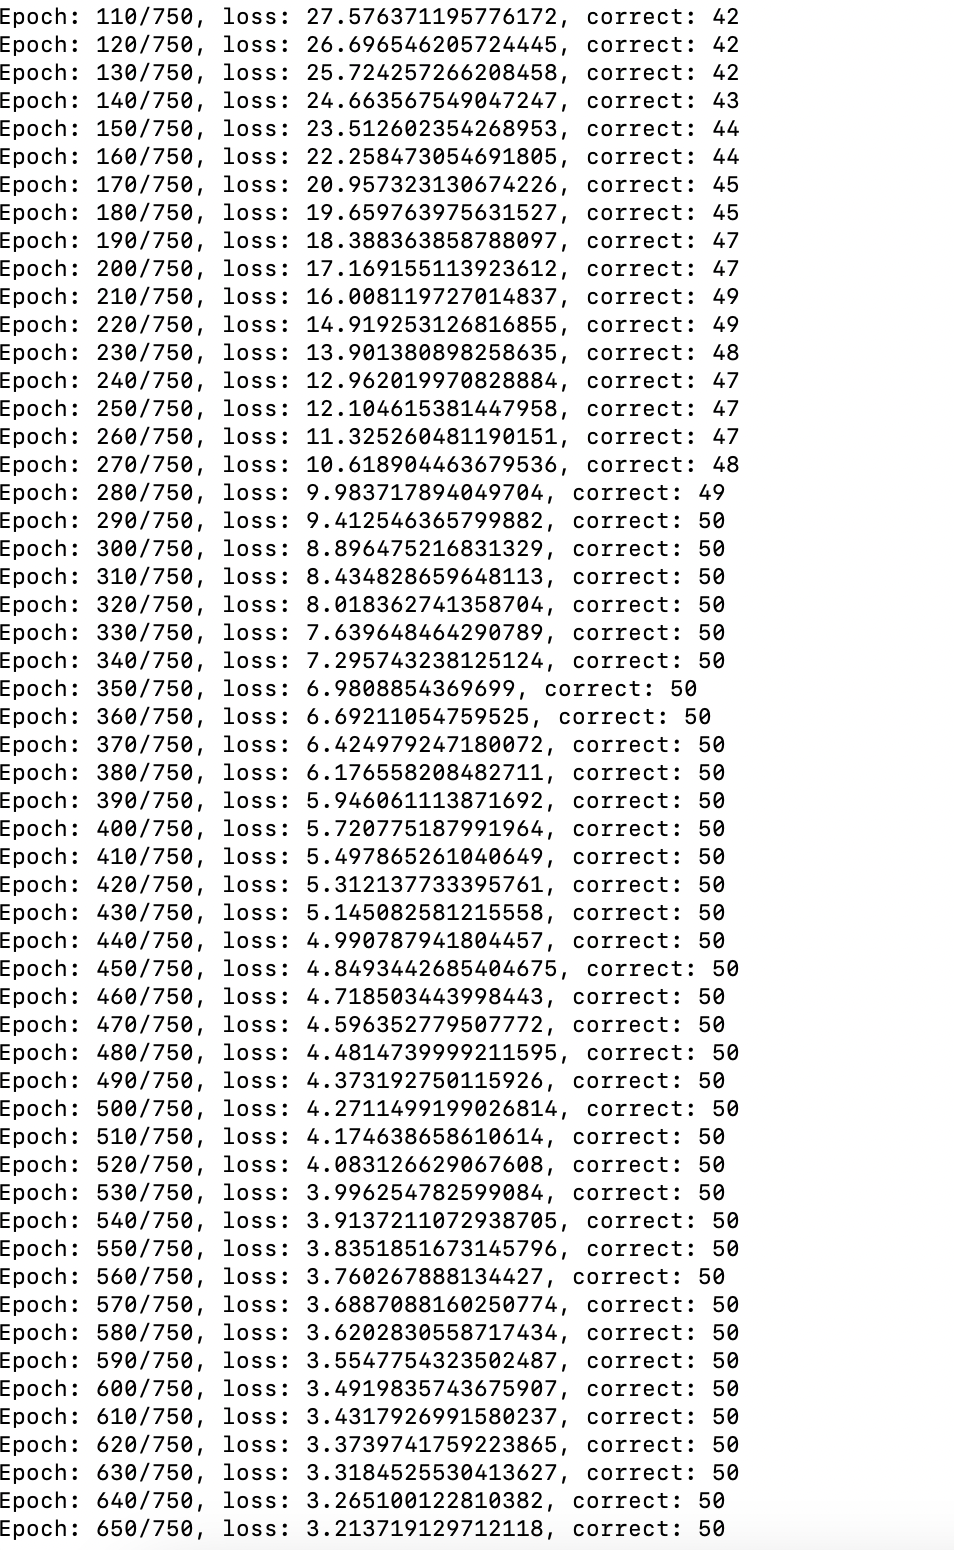 Epoch: 110/750, loss: 27.576371195776172, correct: 42
Epoch: 120/750, loss: 26.696546205724445, correct: 42
Epoch: 130/750, loss: 25.724257266208458, correct: 42
Epoch: 140/750, loss: 24.663567549047247, correct: 43
Epoch: 150/750, loss: 23.512602354268953, correct: 44
Epoch: 160/750, loss: 22.258473054691805, correct: 44
Epoch: 170/750, loss: 20.957323130674226, correct: 45
Epoch: 180/750, loss: 19.659763975631527, correct: 45
Epoch: 190/750, loss: 18.388363858788097, correct: 47
Epoch: 200/750, loss: 17.169155113923612, correct: 47
Epoch: 210/750, loss: 16.008119727014837, correct: 49
Epoch: 220/750, loss: 14.919253126816855, correct: 49
Epoch: 230/750, loss: 13.901380898258635, correct: 48
Epoch: 240/750, loss: 12.962019970828884, correct: 47
Epoch: 250/750, loss: 12.104615381447958, correct: 47
Epoch: 260/750, loss: 11.325260481190151, correct: 47
Epoch: 270/750, loss: 10.618904463679536, correct: 48
Epoch: 280/750, loss: 9.983717894049704, correct: 49
Epoch: 290/750, loss: 9.412546365799882, correct: 50
Epoch: 300/750, loss: 8.896475216831329, correct: 50
Epoch: 310/750, loss: 8.434828659648113, correct: 50
Epoch: 320/750, loss: 8.018362741358704, correct: 50
Epoch: 330/750, loss: 7.639648464290789, correct: 50
Epoch: 340/750, loss: 7.295743238125124, correct: 50
Epoch: 350/750, loss: 6.9808854369699, correct: 50
Epoch: 360/750, loss: 6.69211054759525, correct: 50
Epoch: 370/750, loss: 6.424979247180072, correct: 50
Epoch: 380/750, loss: 6.176558208482711, correct: 50
Epoch: 390/750, loss: 5.946061113871692, correct: 50
Epoch: 400/750, loss: 5.720775187991964, correct: 50
Epoch: 410/750, loss: 5.497865261040649, correct: 50
Epoch: 420/750, loss: 5.312137733395761, correct: 50
Epoch: 430/750, loss: 5.145082581215558, correct: 50
Epoch: 440/750, loss: 4.990787941804457, correct: 50
Epoch: 450/750, loss: 4.8493442685404675, correct: 50
Epoch: 460/750, loss: 4.718503443998443, correct: 50
Epoch: 470/750, loss: 4.596352779507772, correct: 50
Epoch: 480/750, loss: 4.4814739999211595, correct: 50
Epoch: 490/750, loss: 4.373192750115926, correct: 50
Epoch: 500/750, loss: 4.2711499199026814, correct: 50
Epoch: 510/750, loss: 4.174638658610614, correct: 50
Epoch: 520/750, loss: 4.083126629067608, correct: 50
Epoch: 530/750, loss: 3.996254782599084, correct: 50
Epoch: 540/750, loss: 3.9137211072938705, correct: 50
Epoch: 550/750, loss: 3.8351851673145796, correct: 50
Epoch: 560/750, loss: 3.760267888134427, correct: 50
Epoch: 570/750, loss: 3.6887088160250774, correct: 50
Epoch: 580/750, loss: 3.6202830558717434, correct: 50
Epoch: 590/750, loss: 3.5547754323502487, correct: 50
Epoch: 600/750, loss: 3.4919835743675907, correct: 50
Epoch: 610/750, loss: 3.4317926991580237, correct: 50
Epoch: 620/750, loss: 3.3739741759223865, correct: 50
Epoch: 630/750, loss: 3.3184525530413627, correct: 50
Epoch: 640/750, loss: 3.265100122810382, correct: 50
Epoch: 650/750, loss: 3.213719129712118, correct: 50